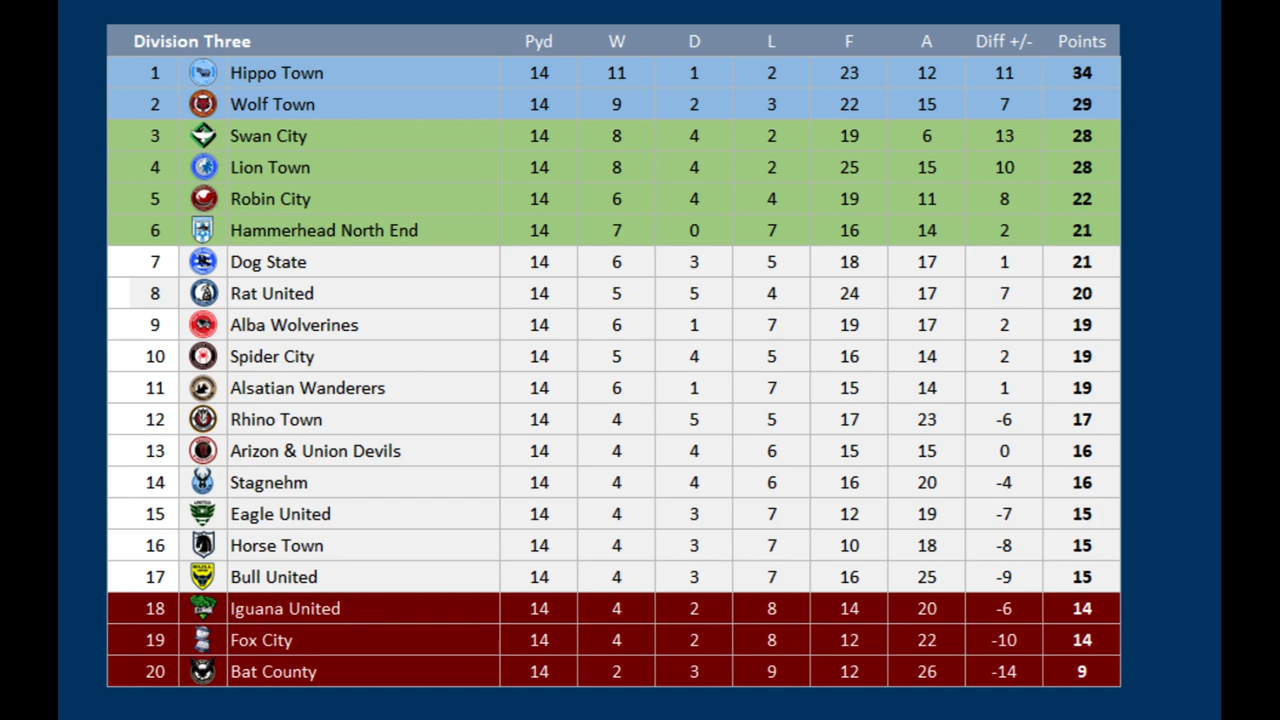 Division Three Pyd W D L F A Diff +/- Points
1 Hippo Town 14 11 1 2 23 12 11 34
2 Wolf Town 14 9 2 3 22 15 7 29
3 Swan City 14 8 4 2 19 6 13 28
4 Lion Town 14 8 4 2 25 15 10 28
5 Robin City 14 6 4 4 19 11 8 22
6 Hammerhead North End 14 7 0 7 16 14 2 21
7 Dog State 14 6 3 5 18 17 1 21
8 Rat United 14 5 5 4 24 17 7 20
9 Alba Wolverines 14 6 1 7 19 17 2 19
10 Spider City 14 5 4 5 16 14 2 19
11 Alsatian Wanderers 14 6 1 7 15 14 1 19
12 Rhino Town 14 4 5 5 17 23 -6 17
13 Arizon & Union Devils 14 4 4 6 15 15 0 16
14 Stagnehm 14 4 4 6 16 20 -4 16
15 Eagle United 14 4 3 7 12 19 -7 15
16 Horse Town 14 4 3 7 10 18 -8 15
17 Bull United 14 4 3 7 16 25 -9 15
18 Iguana United 14 4 2 8 14 20 -6 14
19 Fox City 14 4 2 8 12 22 -10 14
20 Bat County 14 2 3 9 12 26 -14 9